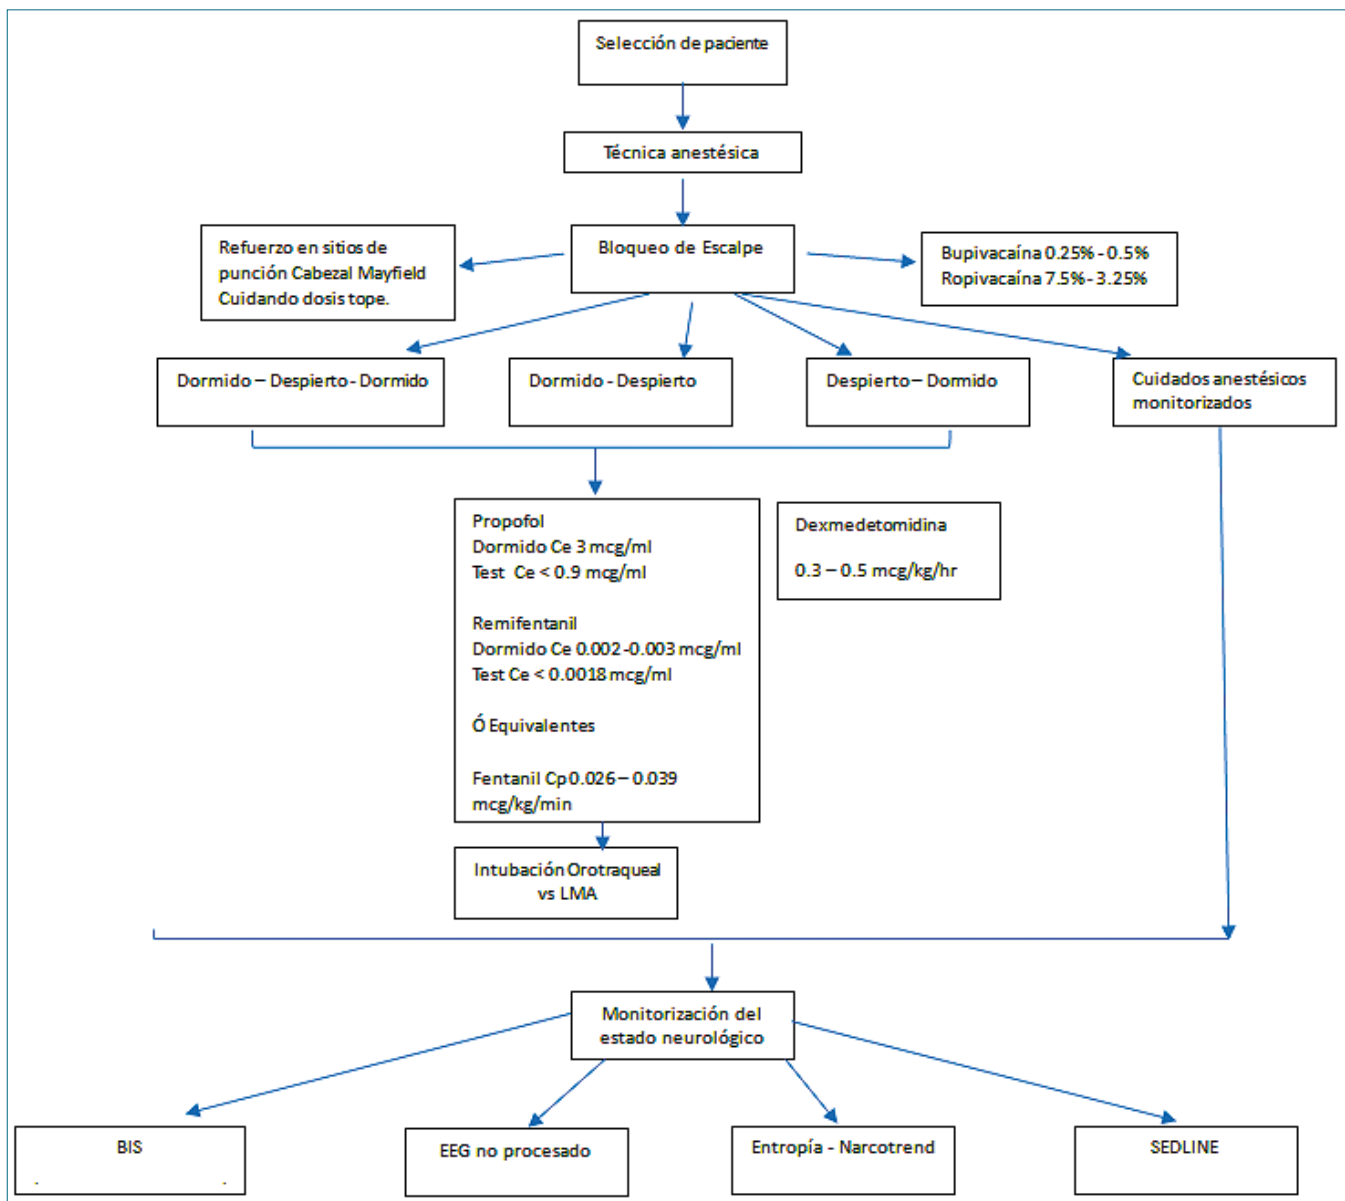 Selección de paciente
Técnica anestésica
Refuerzo en sitios de
punción Cabezal Mayfield
Cuidando dosis tope.
Bloqueo de Escalpe
Bupivacaína 0.25% - 0.5%
Ropivacaína 7.5% - 3.25%
Dormido – Despierto - Dormido
Dormido - Despierto
Despierto – Dormido
Cuidados anestésicos
monitorizados
Propofol
Dormido Ce 3 mcg/ml
Test Ce < 0.9 mcg/ml
Remifentanil
Dormido Ce 0.002 -0.003 mcg/ml
Test Ce < 0.0018 mcg/ml
Ó Equivalentes
Fentanil Cp 0.026 – 0.039
mcg/kg/min
Dexmedetomidina
0.3 – 0.5 mcg/kg/hr
Intubación Orotraqueal
vs LMA
Monitorización del
estado neurológico
BIS
EEG no procesado
Entropía - Narcotrend
SEDLINE